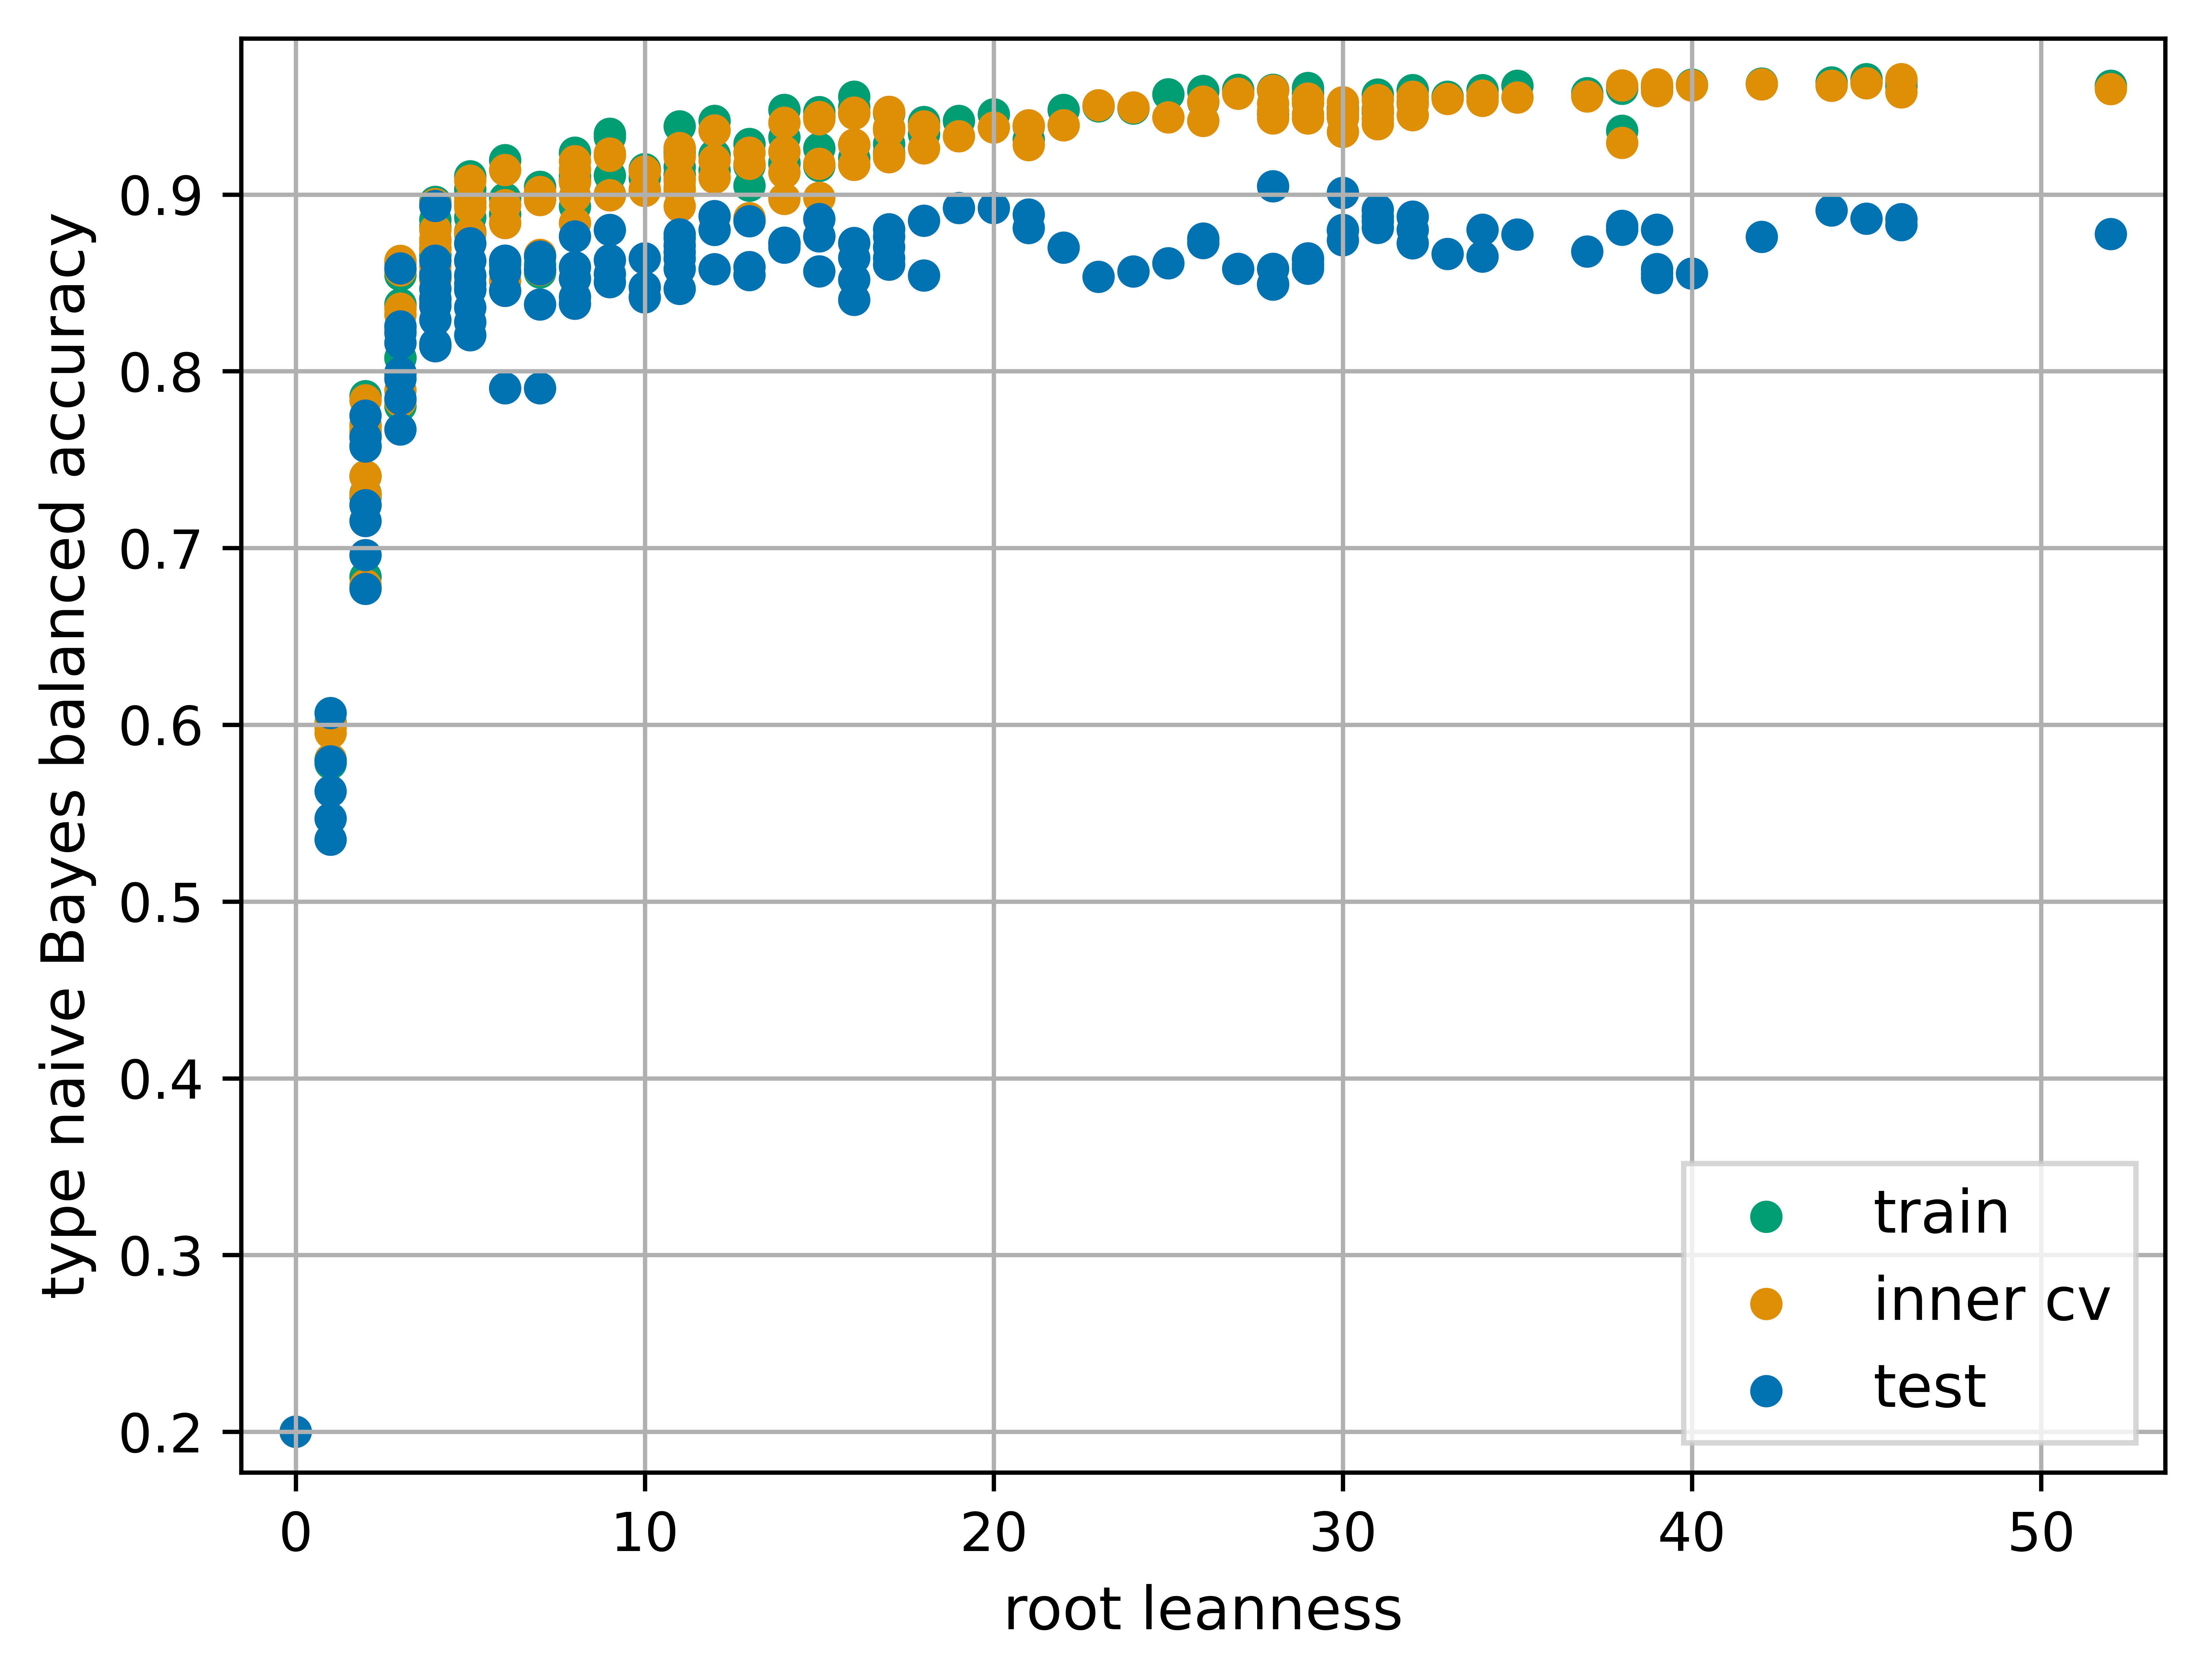 type naive Bayes balanced accuracy
0.9
0.8
0.7
0.6
0.5
0.4
0.3
0.2
train
inner cv
test
0 10 20 30 40 50
root leanness